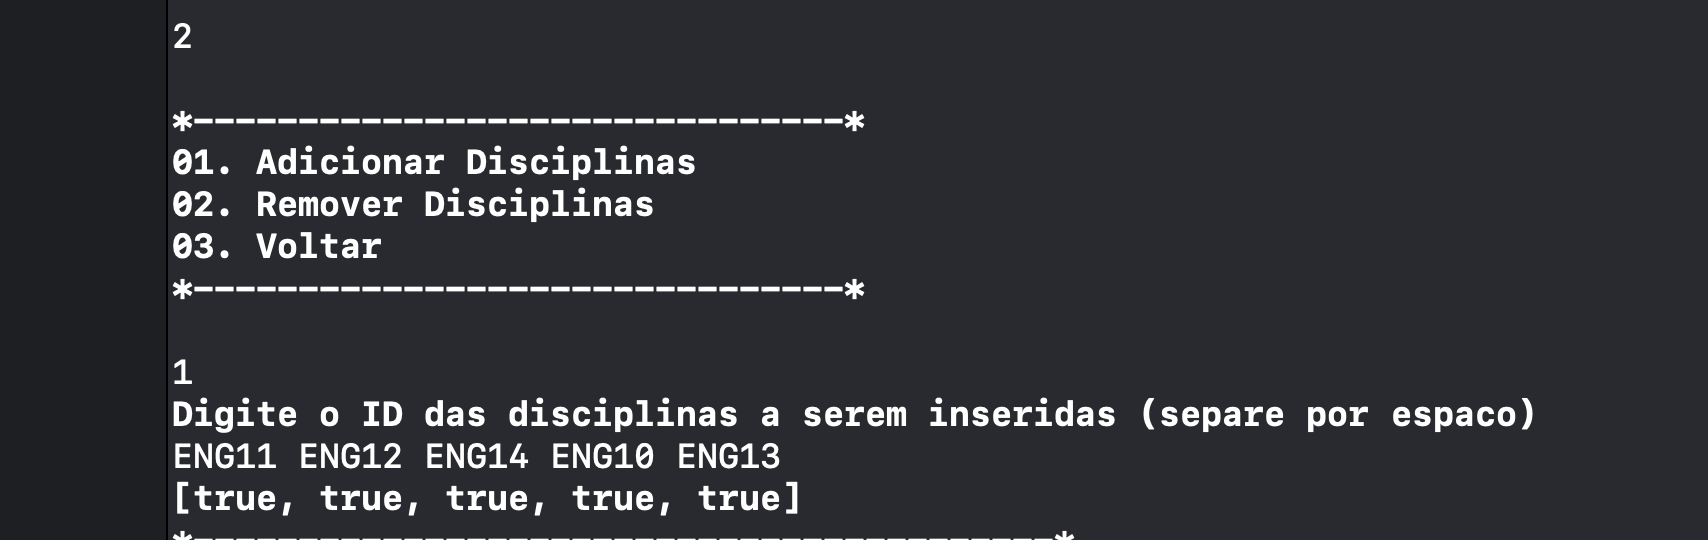 2
*-------------------------------*
01. Adicionar Disciplinas
02. Remover Disciplinas
03. Voltar
*-------------------------------*
1
Digite o ID das disciplinas a serem inseridas (separe por espaco)
ENG11 ENG12 ENG14 ENG10 ENG13
[true, true, true, true, true]
*-----------------------------------------*